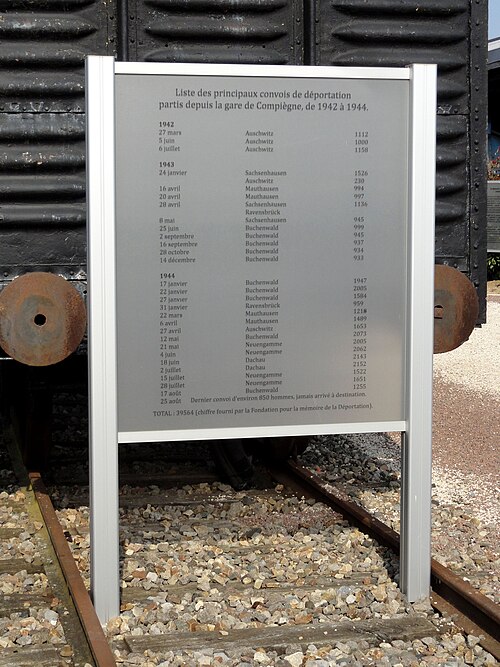 Liste des principaux convois de déportation
partis depuis la gare de Compiègne, de 1942 à 1944.
1942
27 mars Auschwitz 1112
5 juin Auschwitz 1000
6 juillet Auschwitz 1158
1943
24 janvier Sachsenhausen 1526
Auschwitz 230
16 avril Mauthausen 994
20 avril Mauthausen 997
28 avril Sachsenhausen 1136
Ravensbrück
8 mai Sachsenhausen 945
25 juin Buchenwald 999
2 septembre Buchenwald 945
16 septembre Buchenwald 937
28 octobre Buchenwald 934
14 décembre Buchenwald 933
1944
17 janvier Buchenwald 1947
22 janvier Buchenwald 2005
27 janvier Buchenwald 1584
31 janvier Ravensbrück 959
22 mars Mauthausen 1218
6 avril Mauthausen 1489
27 avril Auschwitz 1653
12 mai Buchenwald 2073
21 mai Neuengamme 2005
4 juin Neuengamme 2062
18 juin Dachau 2143
2 juillet Dachau 2152
15 juillet Neuengamme 1522
28 juillet Neuengamme 1651
17 août Buchenwald 1255
25 août Dernier convoi d'environ 850 hommes, jamais arrivé à destination.
TOTAL : 39564 (chiffre fourni par la Fondation pour la mémoire de la Déportation).